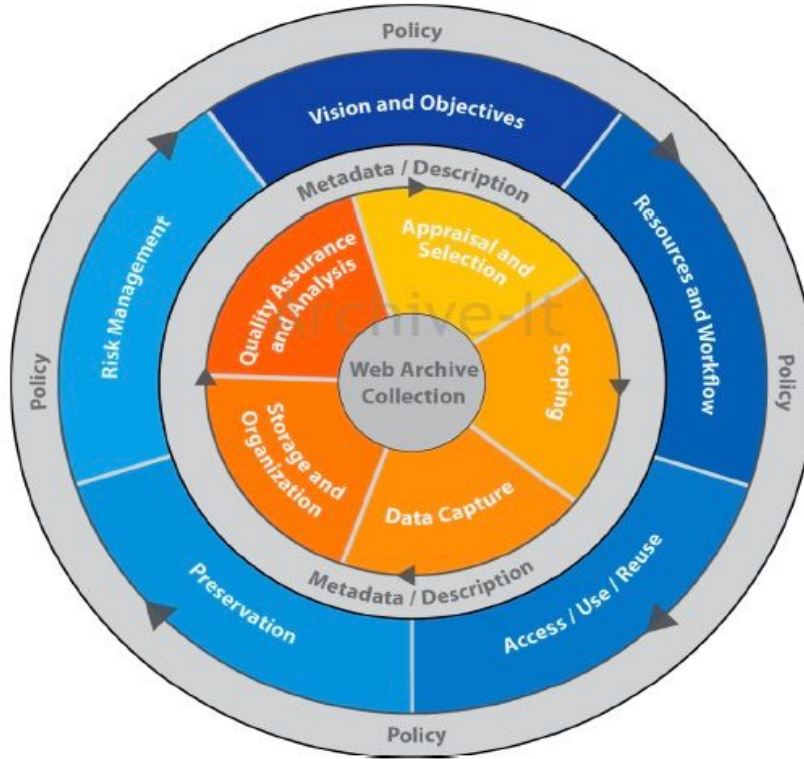 Policy
Vision and Objectives
Metadata / Description
Appraisal and
Selection
Quality Assurance
and Analysis
Archive-It
Risk Management
Resources and Workflow
Web Archive
Collection
Scoping
Policy
Policy
Storage and
Organization
Data Capture
Metadata / Description
Preservation
Access / Use / Reuse
Policy